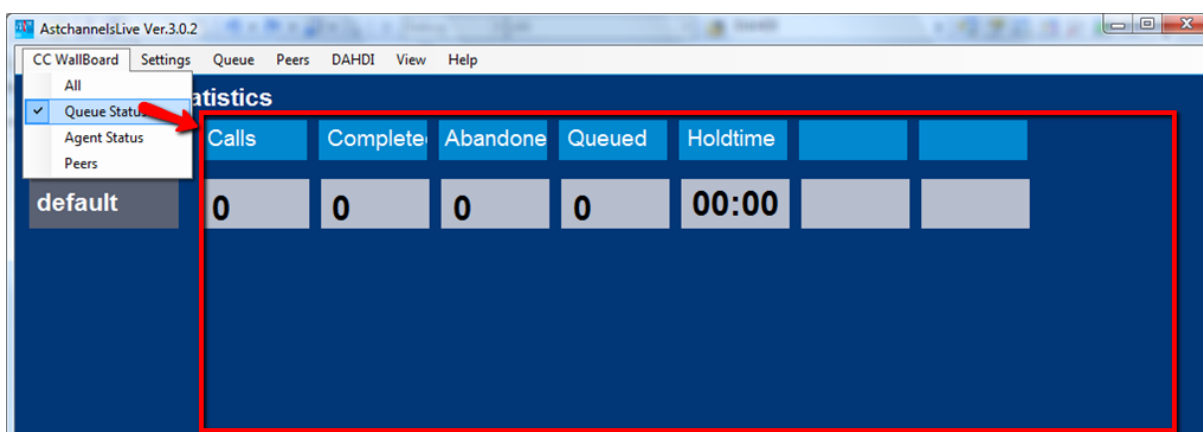 AstchannelsLive Ver.3.0.2
CC WallBoard Settings Queue Peers DAHDI View Help
All
Queue Status
Agent Status
Peers
atistics
Calls Complete Abandone Queued Holdtime
default 0 0 0 0 00:00